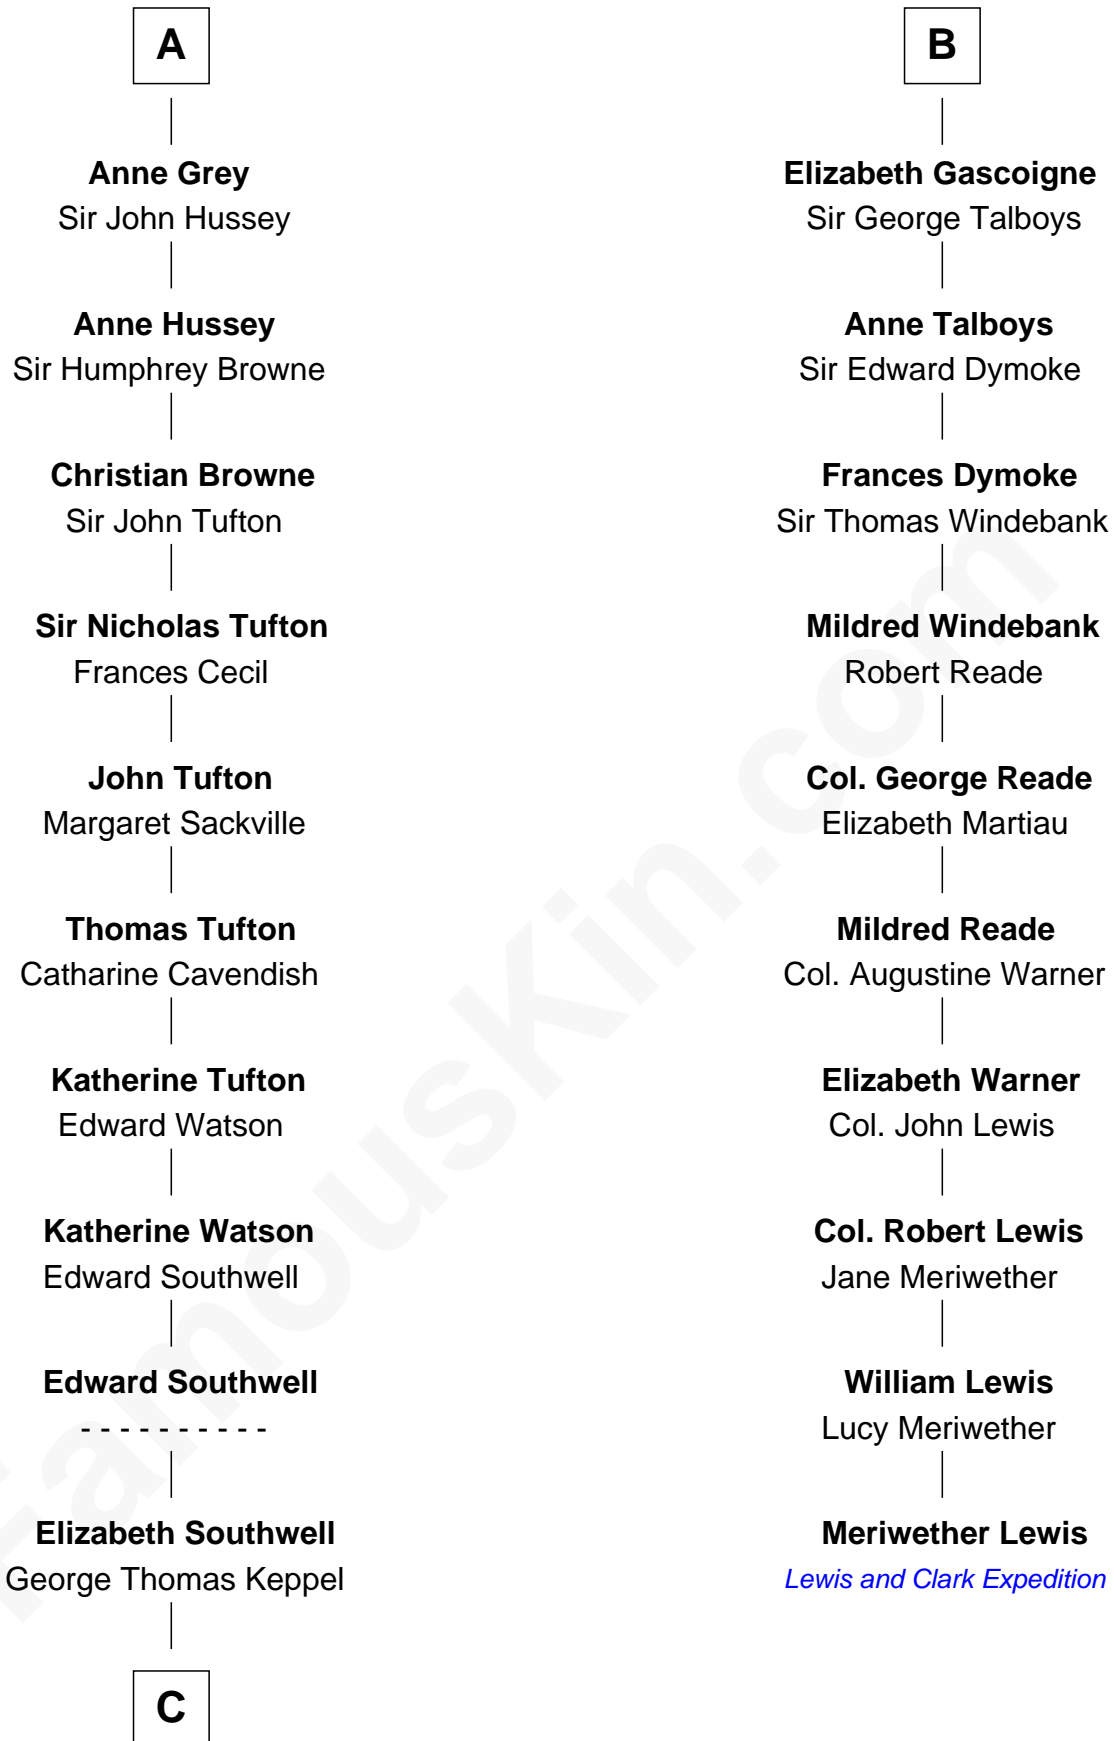 A
Anne Grey
Sir John Hussey
Anne Hussey
Sir Humphrey Browne
Christian Browne
Sir John Tufton
Sir Nicholas Tufton
Frances Cecil
John Tufton
Margaret Sackville
Thomas Tufton
Catharine Cavendish
Katherine Tufton
Edward Watson
Katherine Watson
Edward Southwell
Edward Southwell
- - - - - - - - - -
Elizabeth Southwell
George Thomas Keppel
C
B
Elizabeth Gascoigne
Sir George Talboys
Anne Talboys
Sir Edward Dymoke
Frances Dymoke
Sir Thomas Windebank
Mildred Windebank
Robert Reade
Col. George Reade
Elizabeth Martiau
Mildred Reade
Col. Augustine Warner
Elizabeth Warner
Col. John Lewis
Col. Robert Lewis
Jane Meriwether
William Lewis
Lucy Meriwether
Meriwether Lewis
Lewis and Clark Expedition
FamousKin.com